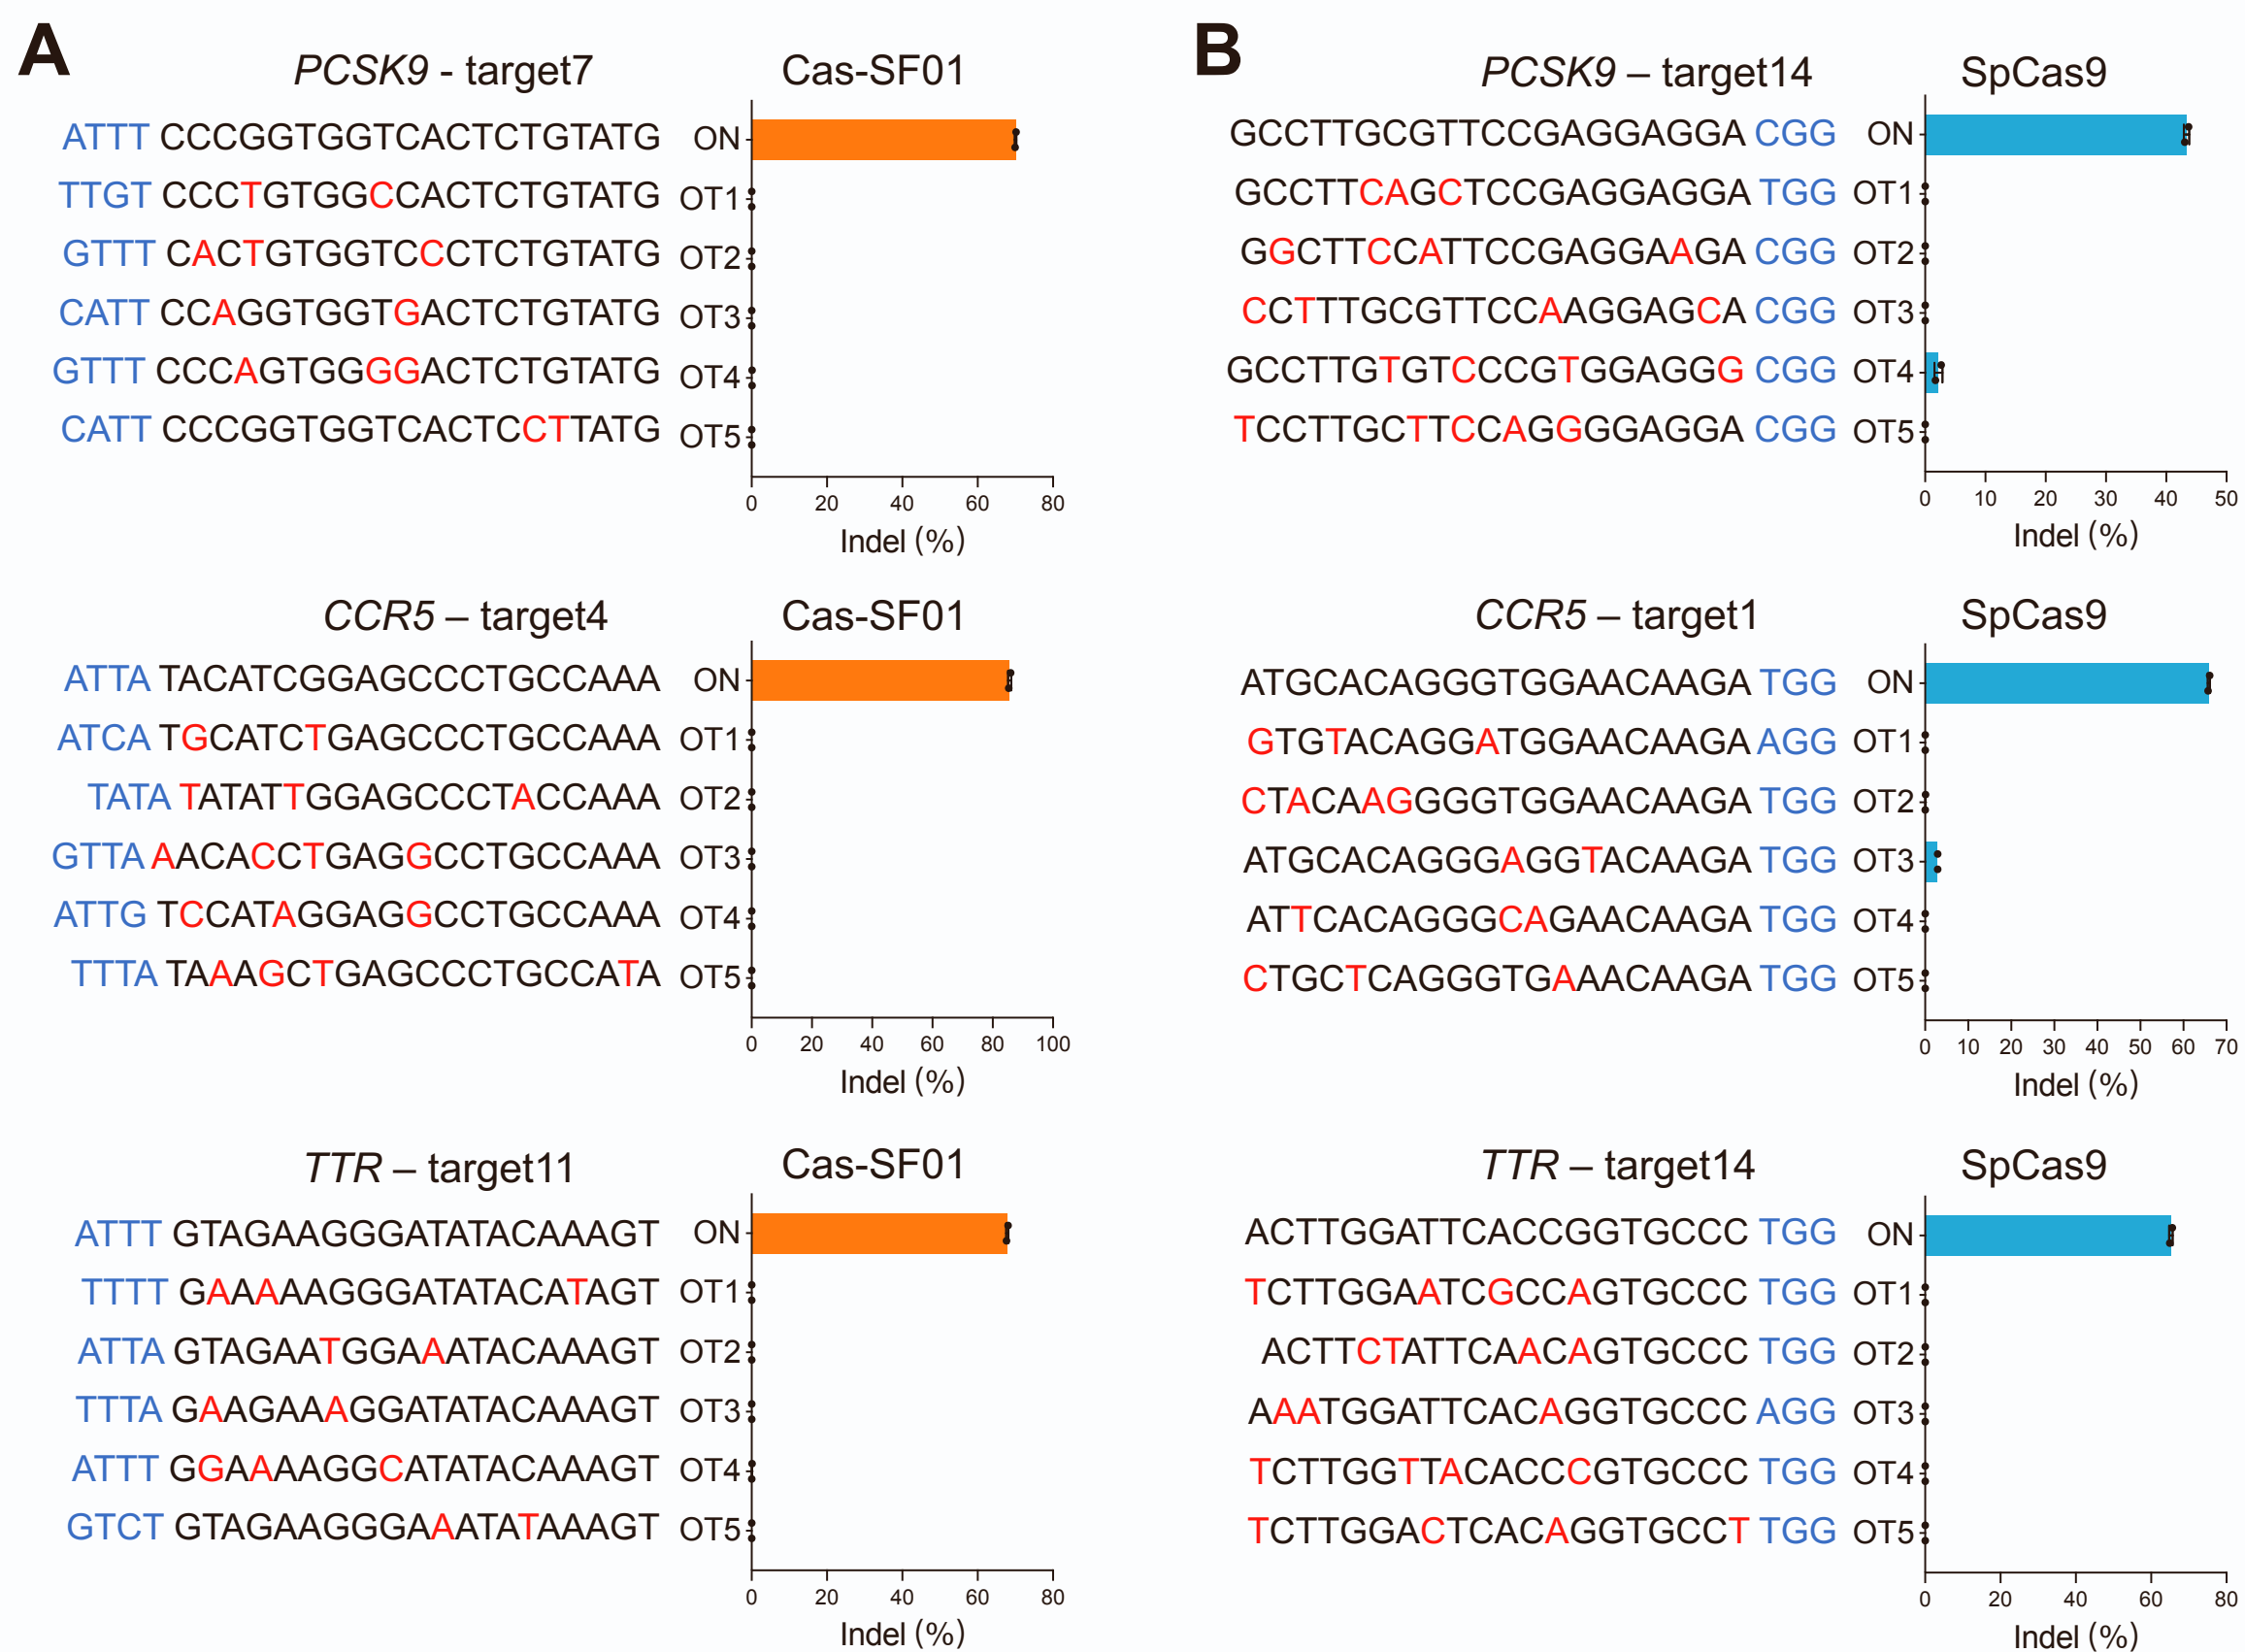 A
PCSK9 - target7 Cas-SF01
ATTT CCCGGTGGTCACTCTGTATG ON
TTGT CCCTGTGGCCACTCTGTATG OT1
GTTT CACTGTGGTCCCTCTGTATG OT2
CATT CCAGGTGGTGACTCTGTATG OT3
GTTT CCCAGTGGGGACTCTGTATG OT4
CATT CCCGGTGGTCACTCCTTATG OT5
0 20 40 60 80
Indel (%)
CCR5 – target4 Cas-SF01
ATTA TACATCGGAGCCCTGCCAAA ON
ATCA TGCATCTGAGCCCTGCCAAA OT1
TATA TATATTGGAGCCCTACCAAA OT2
GTTA AACACCTGAGGCCTGCCAAA OT3
ATTG TCCATAGGAGGCCTGCCAAA OT4
TTTA TAAAGCTGAGCCCTGCCATA OT5
0 20 40 60 80 100
Indel (%)
TTR – target11 Cas-SF01
ATTT GTAGAAGGGATATACAAAGT ON
TTTT GAAAAAGGGATATACATAGT OT1
ATTA GTAGAATGGAAATACAAAGT OT2
TTTA GAAGAAAGGATATACAAAGT OT3
ATTT GGAAAAGGCATATACAAAGT OT4
GTCT GTAGAAGGGAAATATAAAGT OT5
0 20 40 60 80
Indel (%)
B
PCSK9 – target14 SpCas9
GCCTTGCGTTCCGAGGAGGA CGG ON
GCCTTCAGCTCCGAGGAGGA TGG OT1
GGCTTCCATTCCGAGGAAGA CGG OT2
CCTTTGCGTTCCAAGGAGCA CGG OT3
GCCTTGTGTCCCGTGGAGGG CGG OT4
TCCTTGCTTCCAGGGGAGGA CGG OT5
0 10 20 30 40 50
Indel (%)
CCR5 – target1 SpCas9
ATGCACAGGGTGGAACAAGA TGG ON
GTGTACAGGATGGAACAAGA AGG OT1
CTACAAGGGGTGGAACAAGA TGG OT2
ATGCACAGGGAGGTACAAGA TGG OT3
ATTCACAGGGCAGAACAAGA TGG OT4
CTGCTCAGGGTGAAACAAGA TGG OT5
0 10 20 30 40 50 60 70
Indel (%)
TTR – target14 SpCas9
ACTTGGATTCACCGGTGCCC TGG ON
TCTTGGAATCGCCAGTGCCC TGG OT1
ACTTCTATTCAACAGTGCCC TGG OT2
AAATGGATTCACAGGTGCCC AGG OT3
TCTTGGTTACACCCGTGCCC TGG OT4
TCTTGGACTCACAGGTGCCT TGG OT5
0 20 40 60 80
Indel (%)